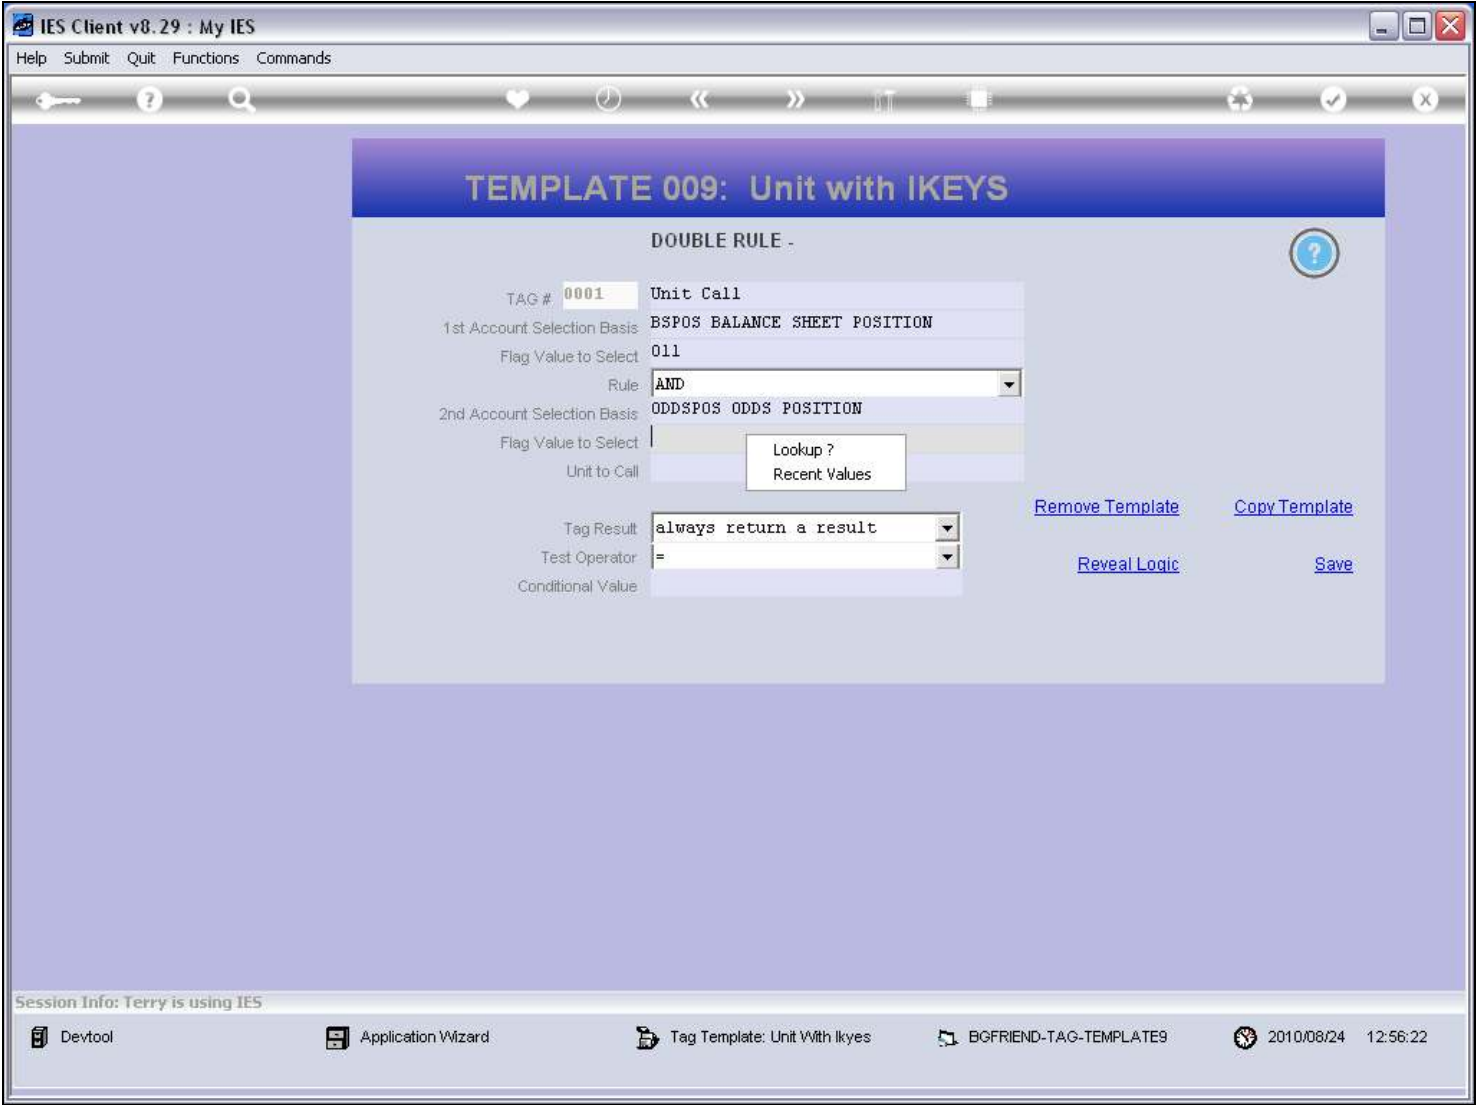 IES Client v8.29 : My IES
Help Submit Quit Functions Commands
TEMPLATE 009: Unit with IKEYS
DOUBLE RULE -
TAG # 0001 Unit Call
1st Account Selection Basis BSPOS BALANCE SHEET POSITION
Flag Value to Select 011
Rule AND
2nd Account Selection Basis ODDSPOS ODDS POSITION
Flag Value to Select
Lookup ?
Unit to Call
Recent Values
Remove Template Copy Template
Tag Result always return a result
Test Operator =
Reveal Logic Save
Conditional Value
Session Info: Terry is using IES
Devtool Application Wizard Tag Template: Unit With Ikyes BGFRIEND-TAG-TEMPLATE9 2010/08/24 12:56:22